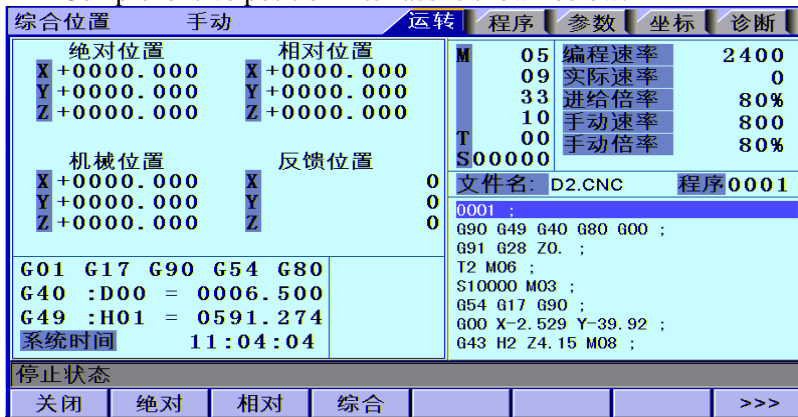 综合位置 手动 运转 程序 参数 坐标 诊断
绝对位置 相对位置
X +0000.000 X +0000.000
Y +0000.000 Y +0000.000
Z +0000.000 Z +0000.000
机械位置 反馈位置
X +0000.000 X 0
Y +0000.000 Y 0
Z +0000.000 Z 0
G01 G17 G90 G54 G80
G40 :D00 = 0006.500
G49 :H01 = 0591.274
系统时间 11:04:04
M 05
09
33
10
T 00
S00000
编程速率 2400
实际速率 0
进给倍率 80%
手动速率 800
手动倍率 80%
文件名: D2.CNC 程序0001
0001 ;
G90 G49 G40 G80 G00 ;
G91 G28 Z0. ;
T2 M06 ;
S10000 M03 ;
G54 G17 G90 ;
G00 X-2.529 Y-39.92 ;
G43 H2 Z4.15 M08 ;
停止状态
关闭 绝对 相对 综合 >>>